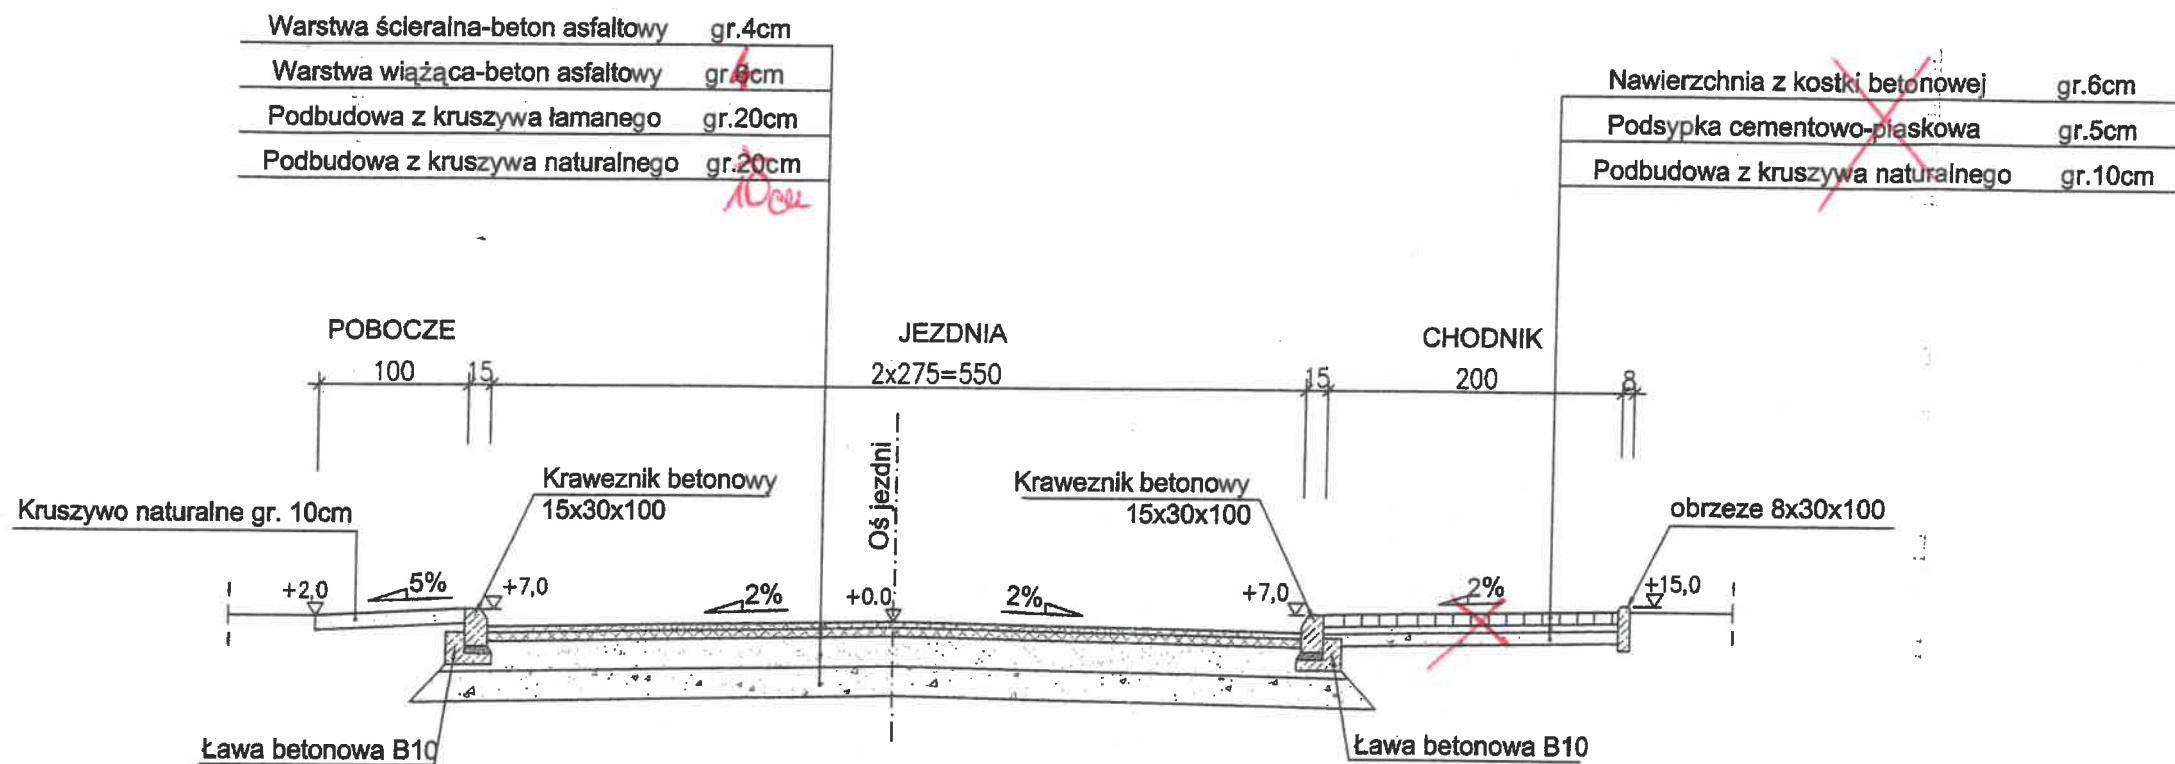 Warstwa ścieralna-beton asfaltowy gr.4cm
Warstwa wiążąca-beton asfaltowy gr. cm
Podbudowa z kruszywa łamanego gr.20cm
Podbudowa z kruszywa naturalnego gr.20cm
10cm
Nawierzchnia z kostki betonowej gr.6cm
Podsypka cementowo-piaskowa gr.5cm
Podbudowa z kruszywa naturalnego gr.10cm
POBOCZE
JEZDNIA
CHODNIK
100
15
2x275=550
15
200
8
Kruszywo naturalne gr. 10cm
Kraweznik betonowy
15x30x100
Oś jezdni
Kraweznik betonowy
15x30x100
obrzeze 8x30x100
+2,0
5%
+7,0
2%
+0.0
2%
+7,0
2%
+15,0
Ława betonowa B10
Ława betonowa B10